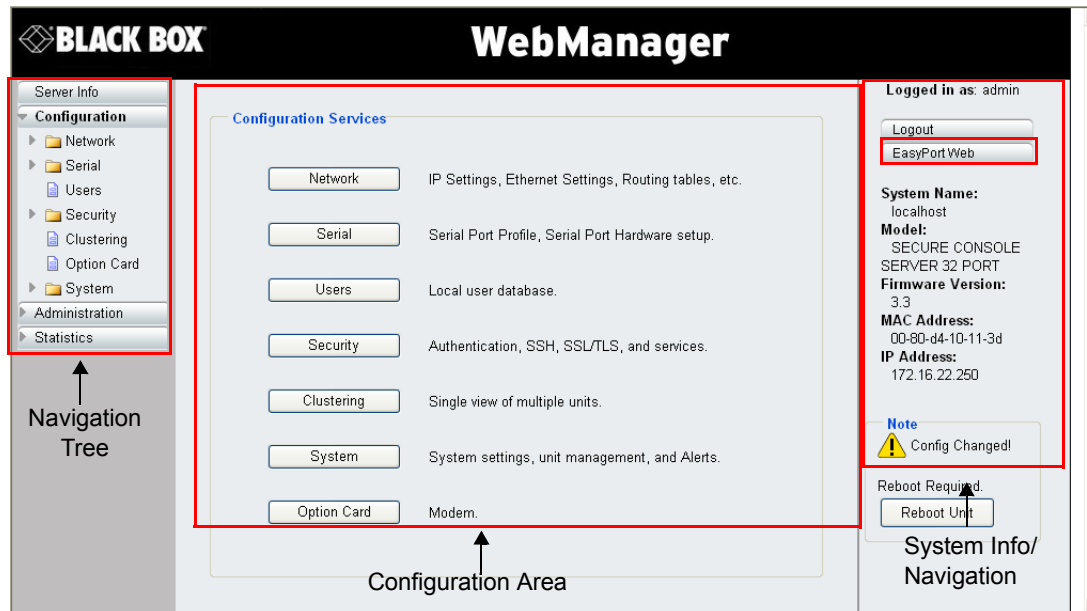 BLACK BOX
WebManager
Server Info
Configuration
Network
Serial
Users
Security
Clustering
Option Card
System
Administration
Statistics
Navigation
Tree
Configuration Services
Network IP Settings, Ethernet Settings, Routing tables, etc.
Serial Serial Port Profile, Serial Port Hardware setup.
Users Local user database.
Security Authentication, SSH, SSL/TLS, and services.
Clustering Single view of multiple units.
System System settings, unit management, and Alerts.
Option Card Modem.
Configuration Area
Logged in as: admin
Logout
EasyPort Web
System Name:
localhost
Model:
SECURE CONSOLE
SERVER 32 PORT
Firmware Version:
3.3
MAC Address:
00-80-d4-10-11-3d
IP Address:
172.16.22.250
Note
Config Changed!
Reboot Required.
Reboot Unit
System Info/
Navigation